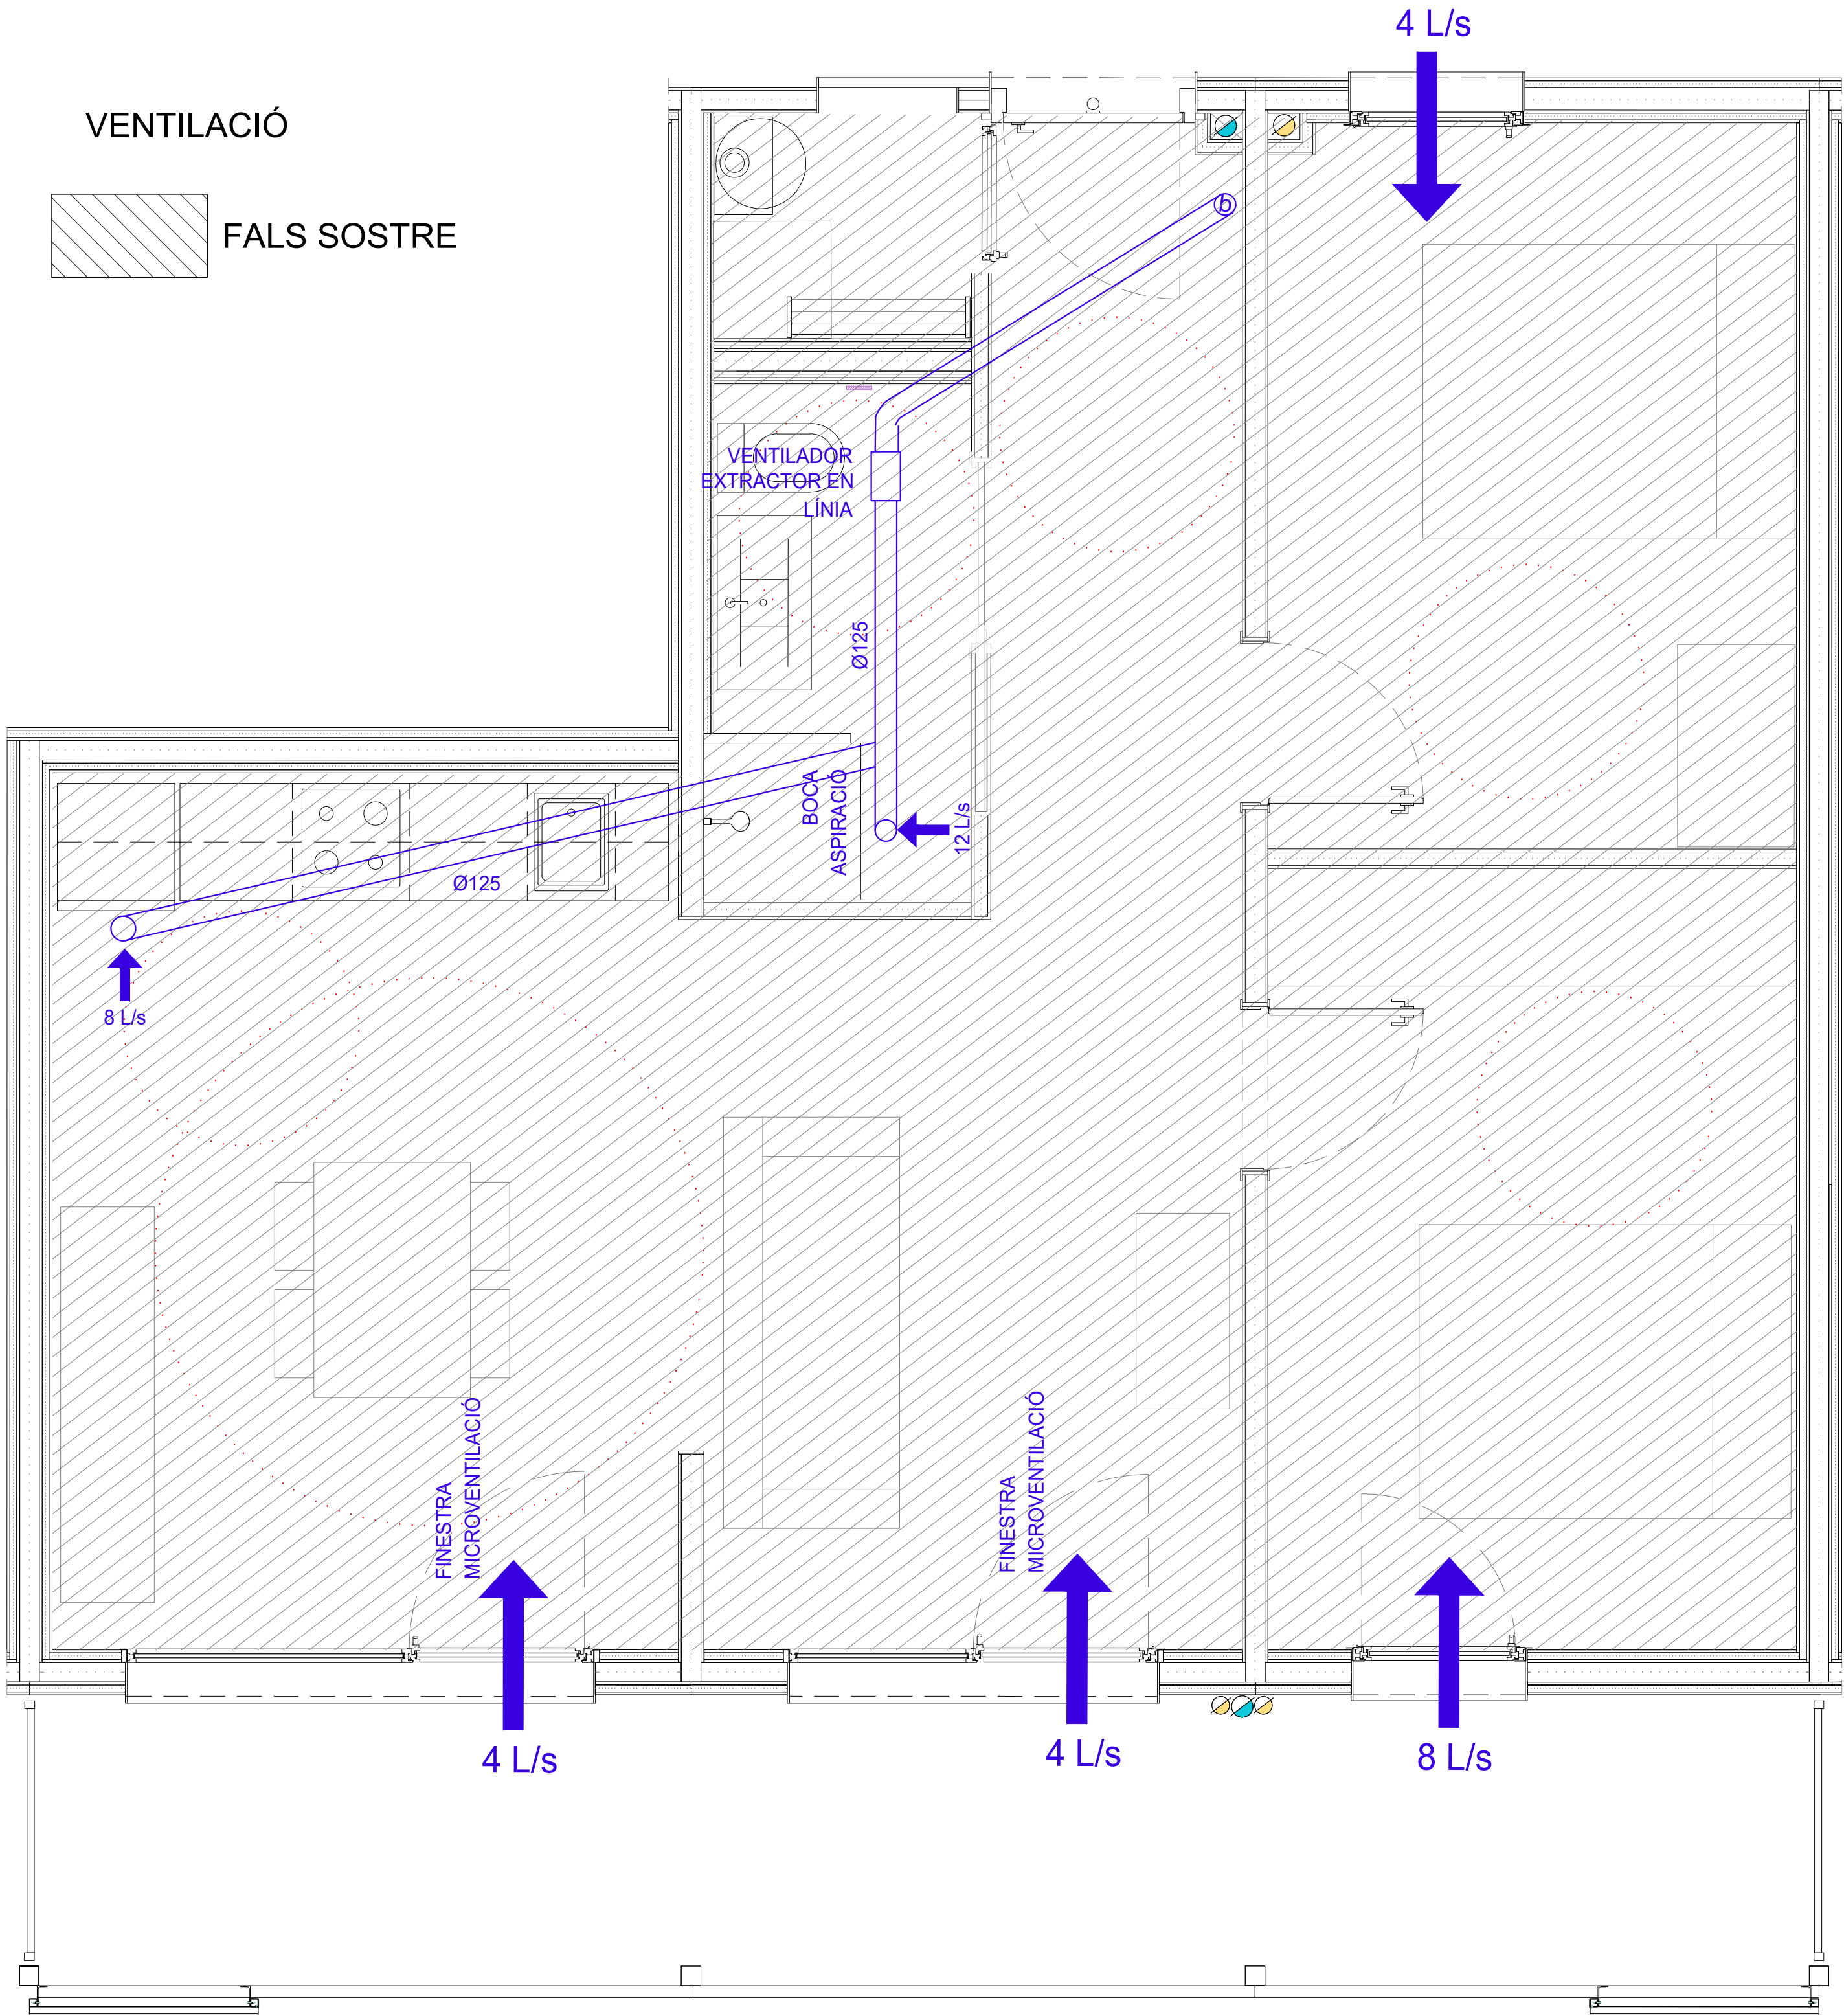 4 L/s
VENTILACIÓ
FALS SOSTRE
b
VENTILADOR
EXTRACTOR EN
LÍNIA
Ø125
BOCA
ASPIRACIÓ
12 L/s
Ø125
8 L/s
FINESTRA
MICROVENTILACIÓ
FINESTRA
MICROVENTILACIÓ
4 L/s
4 L/s
8 L/s